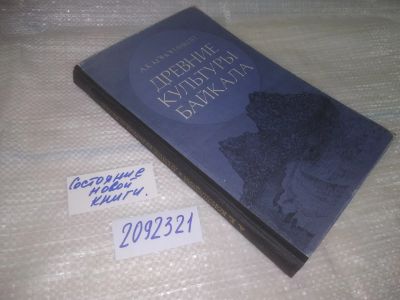 ДРЕВНИЕ
КУЛЬТУРЫ
БАЙКАЛА
Состояние
новой
книги.
2092321